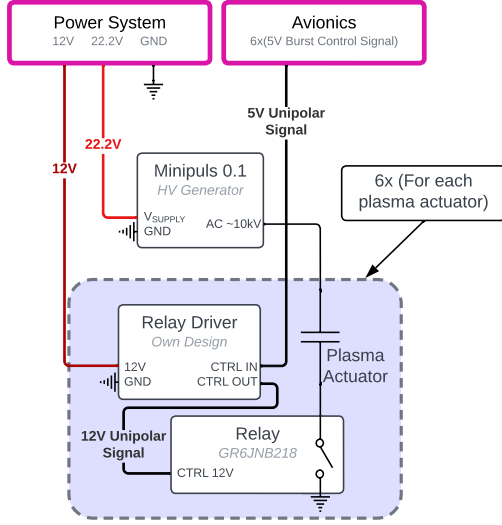 Power System
12V 22.2V GND
Avionics
6x(5V Burst Control Signal)
5V Unipolar
Signal
22.2V
12V
Minipuls 0.1
HV Generator
VSUPPLY
GND
AC ~10kV
6x (For each
plasma actuator)
Relay Driver
Own Design
12V
GND
CTRL IN
CTRL OUT
Plasma
Actuator
12V Unipolar
Signal
Relay
GR6JNB218
CTRL 12V